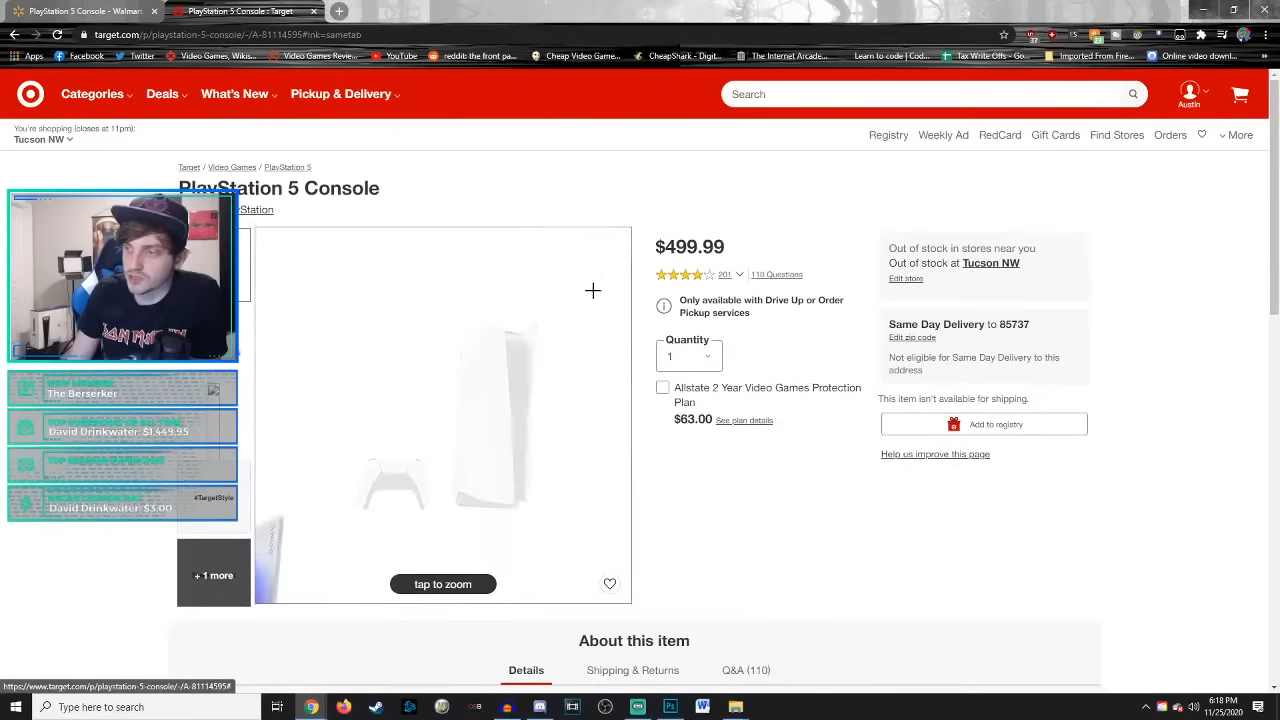 PlayStation 5 Console - Walmart
PlayStation 5 : Target
target.com/p/playstation-5-console/-/A-81114595#lnk=sametab
Apps
Facebook
Twitter
Video Games, Wikis...
YouTube
reddit: the front pa...
Cheap Video Games...
CheapShark - Digit...
The Internet Arcade...
Learn to code | Cod...
Tax Write Offs - Go...
Imported From Fire...
Online video downl...
Categories
Deals
What's New
Pickup & Delivery
Search
Austin
You're shopping (closes at 11pm):
Tucson NW
Registry
Weekly Ad
RedCard
Gift Cards
Find Stores
Orders
More
Target / Video Games / PlayStation 5
PlayStation 5 Console
yStation
IRON MAIDEN
The Berserker
David Drinkwater: $1,449.95
David Drinkwater: $3.00
#TargetStyle
+ 1 more
tap to zoom
$499.99
201
110 Questions
Only available with Drive Up or Order
Pickup services
Quantity
1
Allstate 2 Year Video Games Protection
Plan
$63.00 See plan details
Out of stock in stores near you
Out of stock at Tucson NW
Edit store
Same Day Delivery to 85737
Edit zip code
Not eligible for Same Day Delivery to this
address
This item isn't available for shipping.
Add to registry
Help us improve this page
About this item
Details
Shipping & Returns
Q&A (110)
https://www.target.com/p/playstation-5-console/-/A-81114595#
Type here to search
6:18 PM
11/25/2020